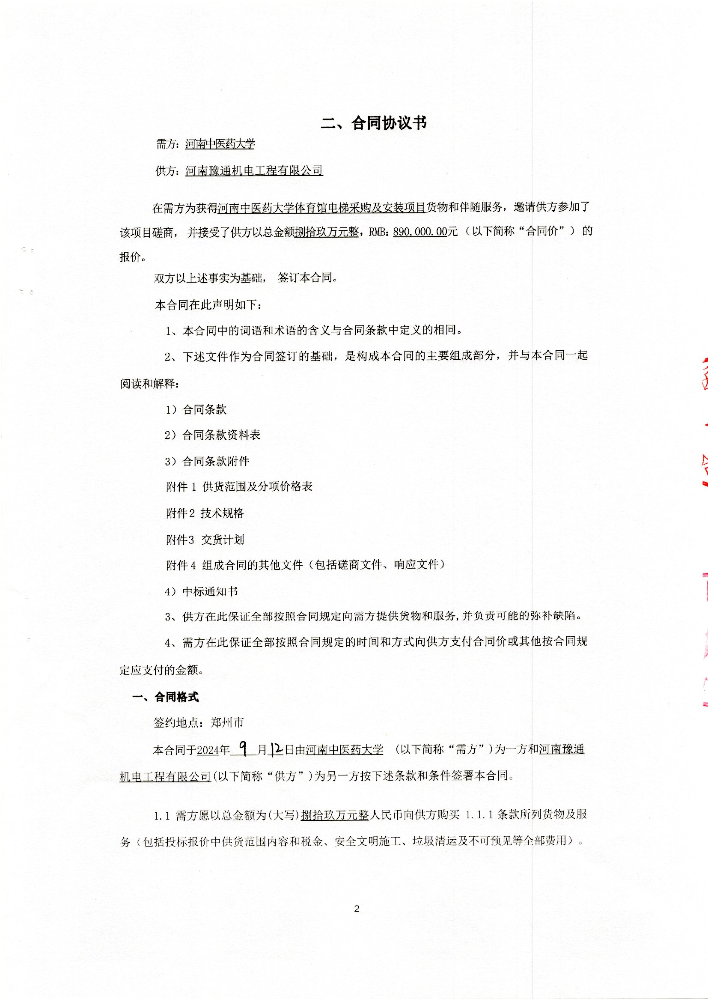 二、合同协议书
需方：河南中医药大学
供方：河南豫通机电工程有限公司
在需方为获得河南中医药大学体育馆电梯采购及安装项目货物和伴随服务，邀请供方参加了
该项目磋商， 并接受了供方以总金额捌拾玖万元整，RMB：890,000.00元（以下简称“合同价”）的
报价。
双方以上述事实为基础， 签订本合同。
本合同在此声明如下：
1、本合同中的词语和术语的含义与合同条款中定义的相同。
2、下述文件作为合同签订的基础，是构成本合同的主要组成部分，并与本合同一起
阅读和解释：
1）合同条款
2）合同条款资料表
3）合同条款附件
附件 1 供货范围及分项价格表
附件2 技术规格
附件3 交货计划
附件 4 组成合同的其他文件（包括磋商文件、响应文件）
4）中标通知书
3、供方在此保证全部按照合同规定向需方提供货物和服务,并负责可能的弥补缺陷。
4、需方在此保证全部按照合同规定的时间和方式向供方支付合同价或其他按合同规
定应支付的金额。
一、合同格式
签约地点：郑州市
本合同于2024年 9 月12日由河南中医药大学 (以下简称“需方”)为一方和河南豫通
机电工程有限公司(以下简称“供方”)为另一方按下述条款和条件签署本合同。
1.1 需方愿以总金额为(大写)捌拾玖万元整人民币向供方购买 1.1.1 条款所列货物及服
务（包括投标报价中供货范围内容和税金、安全文明施工、垃圾清运及不可预见等全部费用）。
2